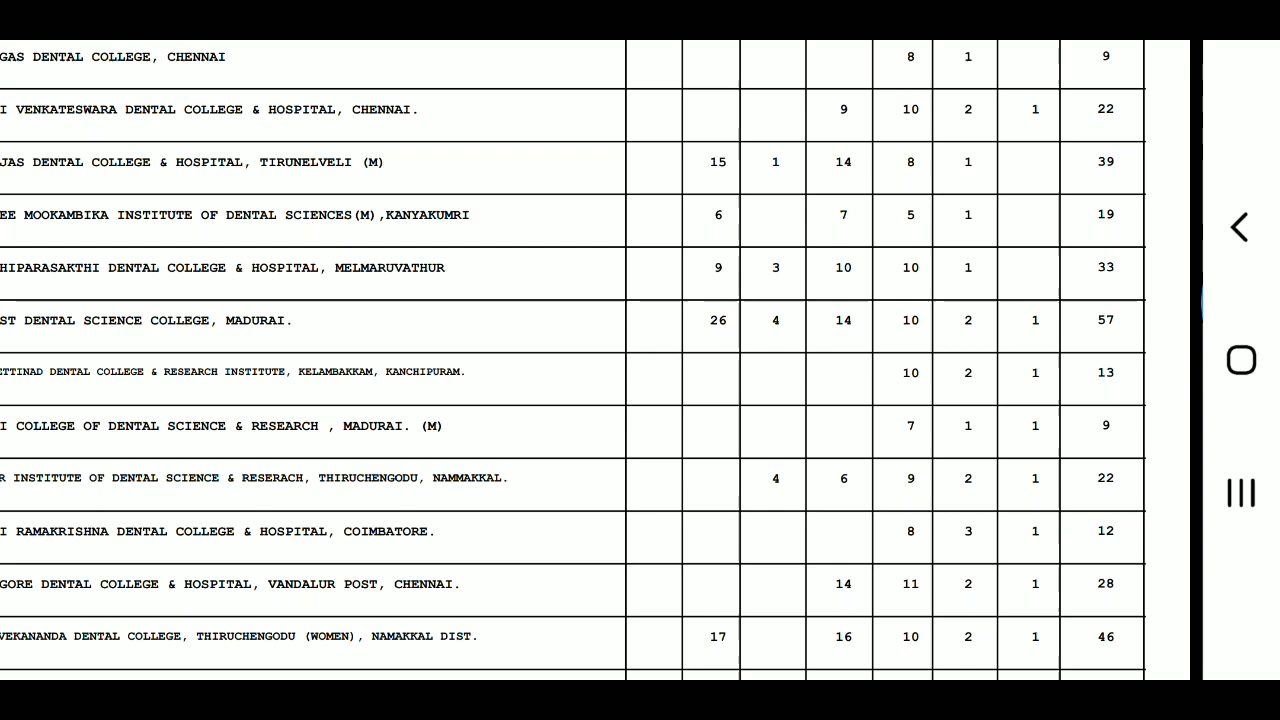 GAS DENTAL COLLEGE, CHENNAI 8 1 9
I VENKATESWARA DENTAL COLLEGE & HOSPITAL, CHENNAI. 9 10 2 1 22
JAS DENTAL COLLEGE & HOSPITAL, TIRUNELVELI (M) 15 1 14 8 1 39
EE MOOKAMBIKA INSTITUTE OF DENTAL SCIENCES(M),KANYAKUMRI 6 7 5 1 19
HIPARASAKTHI DENTAL COLLEGE & HOSPITAL, MELMARUVATHUR 9 3 10 10 1 33
ST DENTAL SCIENCE COLLEGE, MADURAI. 26 4 14 10 2 1 57
ETTINAD DENTAL COLLEGE & RESEARCH INSTITUTE, KELAMBAKKAM, KANCHIPURAM. 10 2 1 13
I COLLEGE OF DENTAL SCIENCE & RESEARCH , MADURAI. (M) 7 1 1 9
R INSTITUTE OF DENTAL SCIENCE & RESERACH, THIRUCHENGODU, NAMMAKKAL. 4 6 9 2 1 22
I RAMAKRISHNA DENTAL COLLEGE & HOSPITAL, COIMBATORE. 8 3 1 12
GORE DENTAL COLLEGE & HOSPITAL, VANDALUR POST, CHENNAI. 14 11 2 1 28
VEKANANDA DENTAL COLLEGE, THIRUCHENGODU (WOMEN), NAMAKKAL DIST. 17 16 10 2 1 46